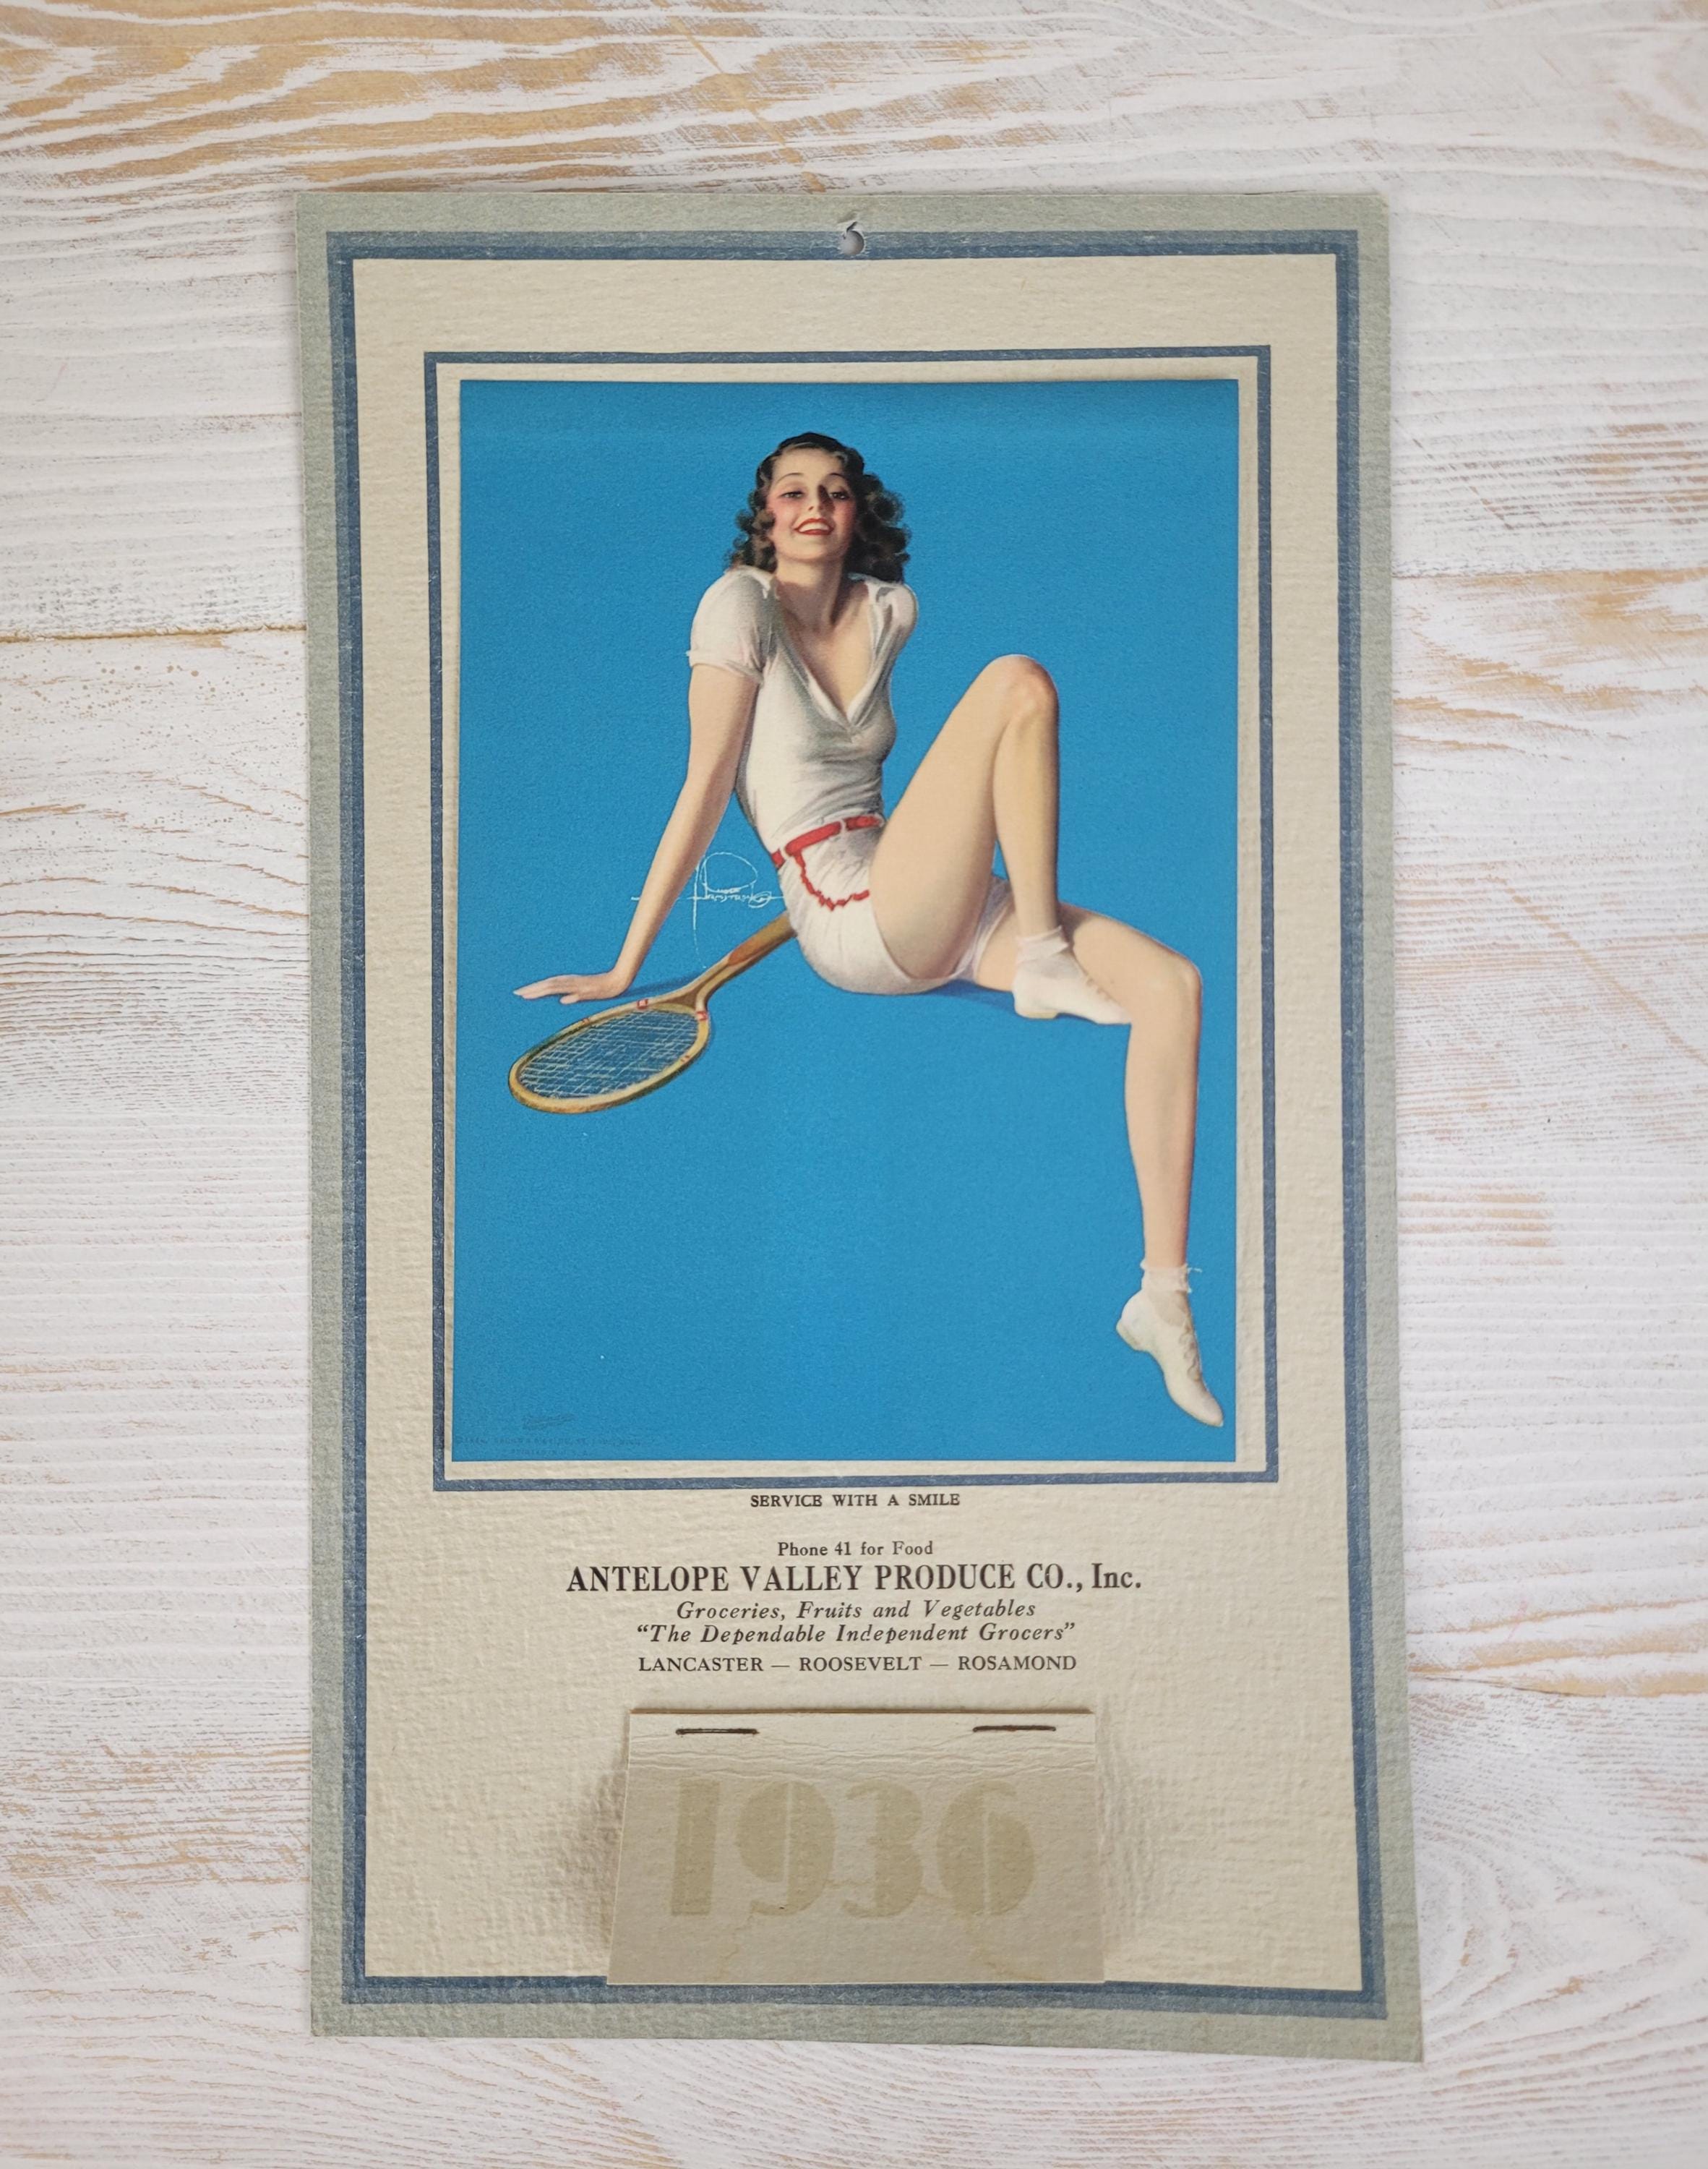 Armstrong
SERVICE WITH A SMILE
Phone 41 for Food
ANTELOPE VALLEY PRODUCE CO., Inc.
Groceries, Fruits and Vegetables
“The Dependable Independent Grocers”
LANCASTER — ROOSEVELT — ROSAMOND
1936